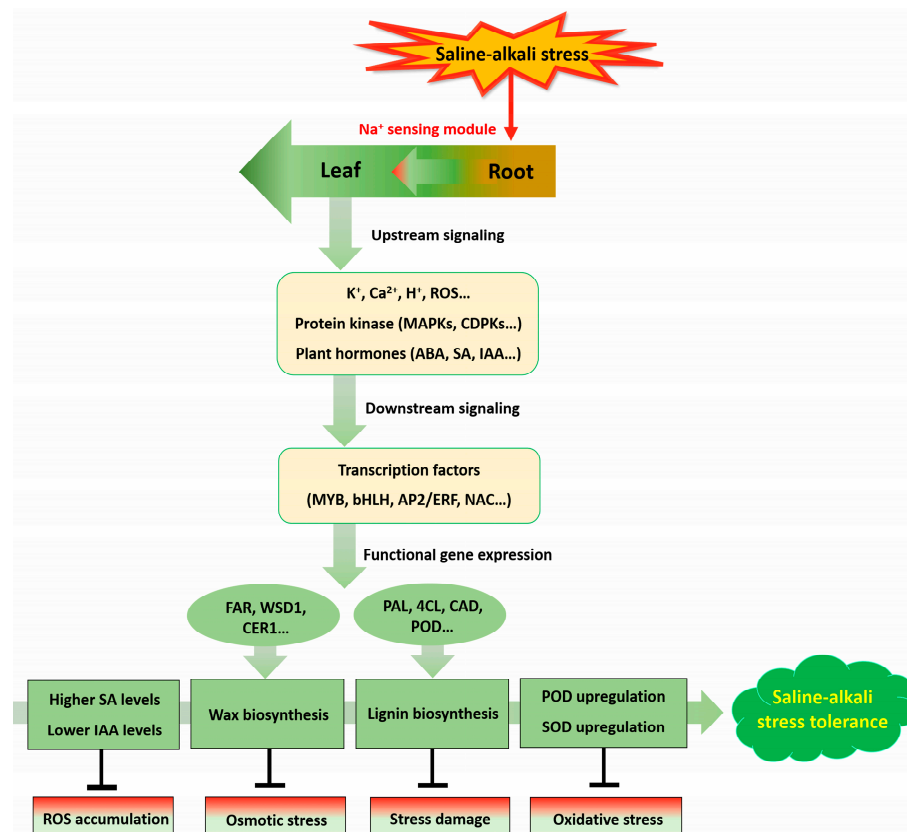 Saline-alkali stress
Na⁺ sensing module
Leaf
Root
Upstream signaling
K⁺, Ca²⁺, H⁺, ROS...
Protein kinase (MAPKs, CDPKs...)
Plant hormones (ABA, SA, IAA...)
Downstream signaling
Transcription factors
(MYB, bHLH, AP2/ERF, NAC...)
Functional gene expression
FAR, WSD1,
CER1...
PAL, 4CL, CAD,
POD...
Higher SA levels
Lower IAA levels
Wax biosynthesis
Lignin biosynthesis
POD upregulation
SOD upregulation
Saline-alkali
stress tolerance
ROS accumulation
Osmotic stress
Stress damage
Oxidative stress